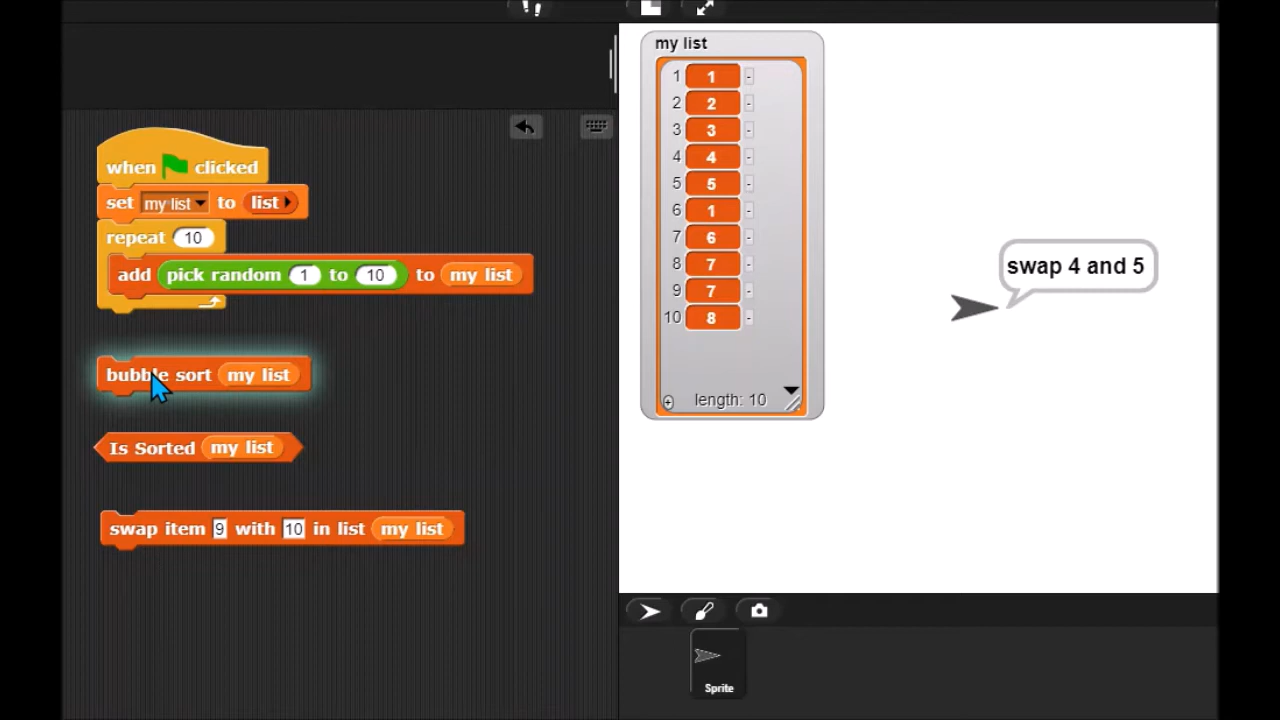 when clicked
set my list to list
repeat 10
add pick random 1 to 10 to my list
bubble sort my list
Is Sorted my list
swap item 9 with 10 in list my list
my list
1 1 -
2 2 -
3 3 -
4 4 -
5 5 -
6 1 -
7 6 -
8 7 -
9 7 -
10 8 -
+ length: 10
swap 4 and 5
Sprite